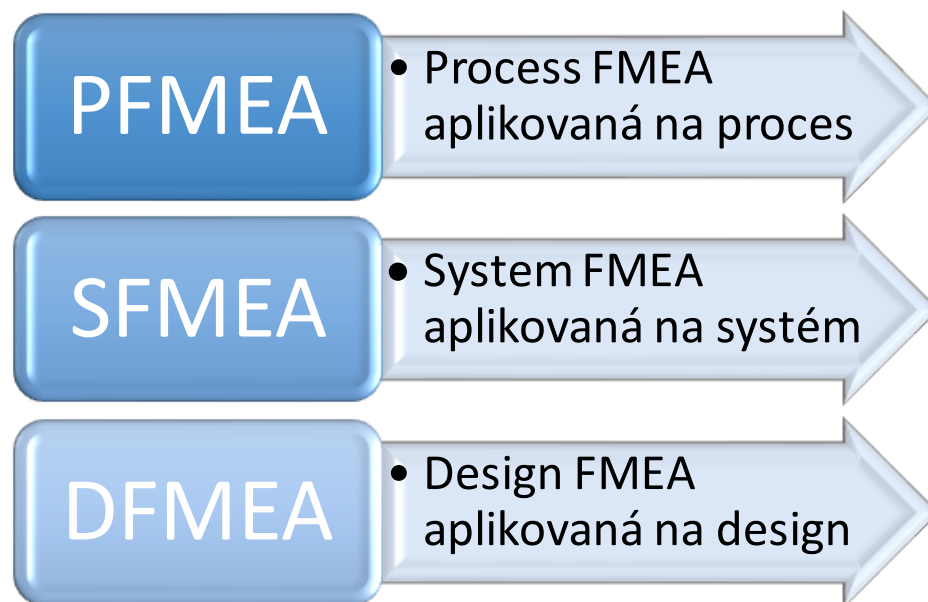 PFMEA
• Process FMEA
aplikovaná na proces
SFMEA
• System FMEA
aplikovaná na systém
DFMEA
• Design FMEA
aplikovaná na design